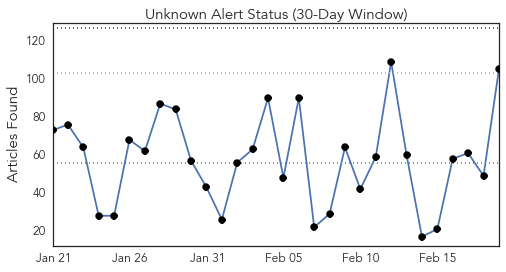 Unknown Alert Status (30-Day Window)
Articles Found
120
100
80
60
40
20
Jan 21 Jan 26 Jan 31 Feb 05 Feb 10 Feb 15